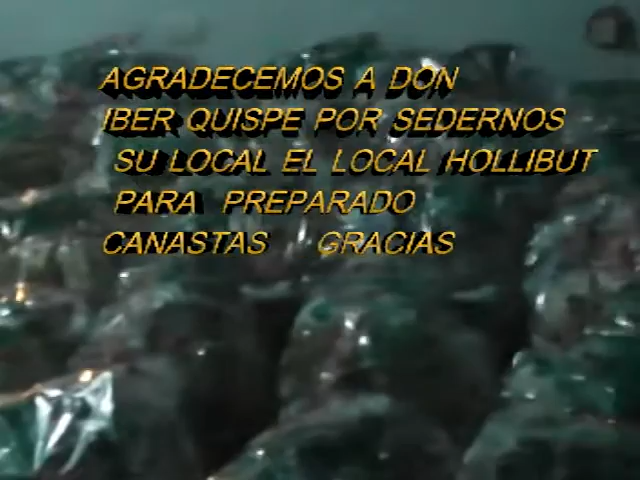 AGRADECEMOS A DON
IBER QUISPE POR SEDERNOS
SU LOCAL EL LOCAL HOLLIBUT
PARA PREPARADO
CANASTAS GRACIAS